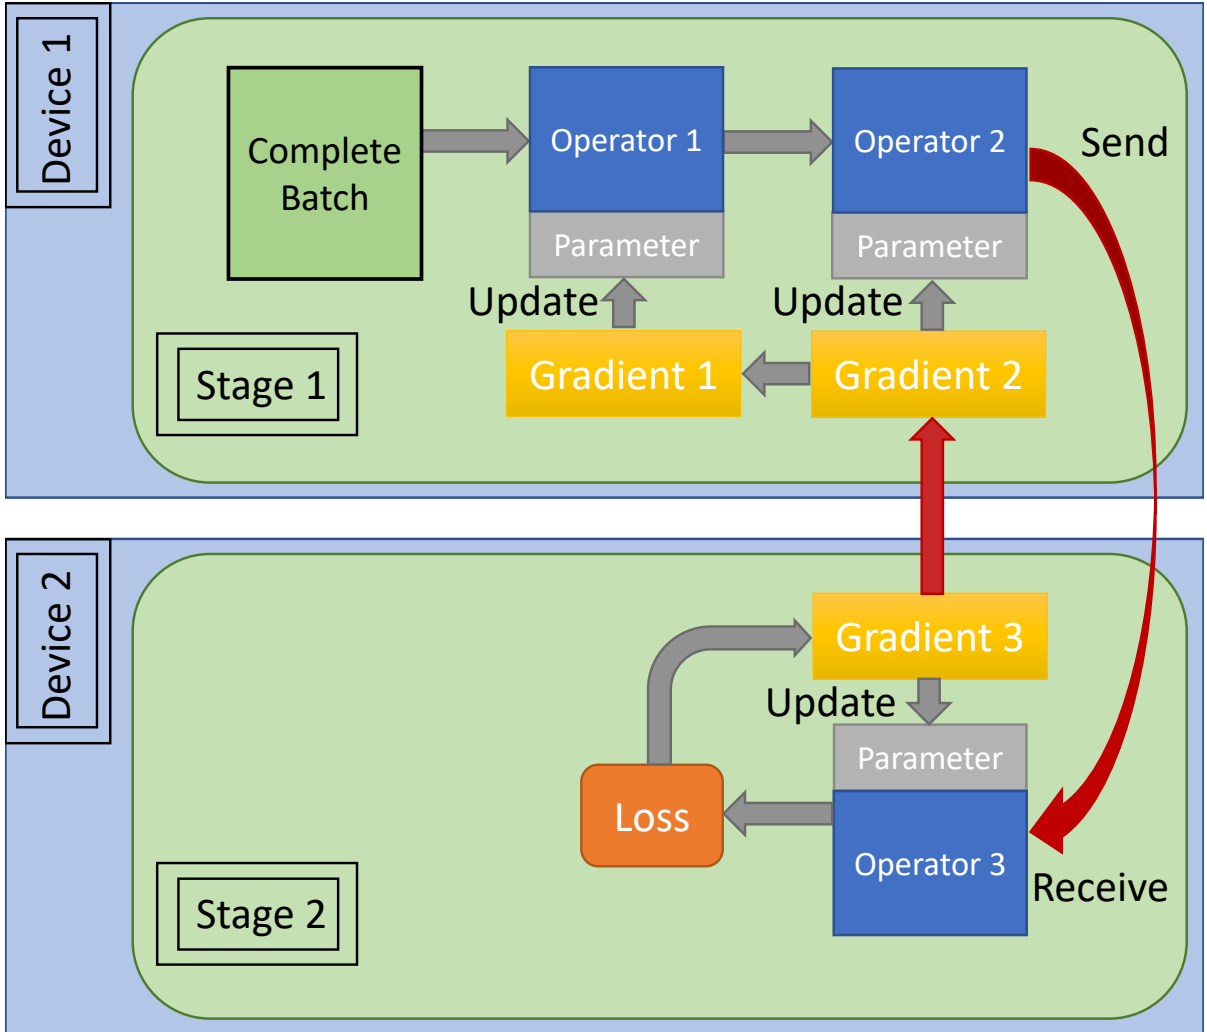 Device 1
Complete
Batch
Operator 1
Operator 2
Send
Parameter
Parameter
Update
Update
Gradient 1
Gradient 2
Stage 1
Device 2
Gradient 3
Update
Parameter
Loss
Operator 3
Receive
Stage 2